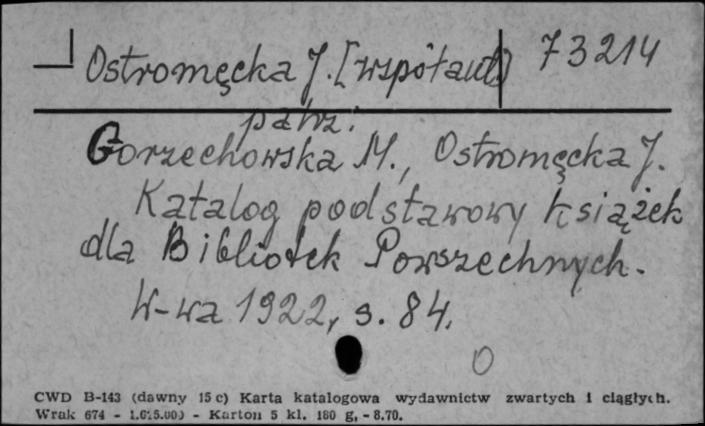 Ostromęcka J. [współaut.) 73214
patrz:
Gorzechowska M., Ostromęcka J.
Katalog podstawowy książek
dla Bibliotek Powszechnych.
W-wa 1922, s. 84.
0
CWD B-143 (dawny 15 c) Karta katalogowa wydawnictw zwartych i ciągłych.
Wrak 674 - 1.615.000 - Karton 5 kl. 180 g, - 8.70.